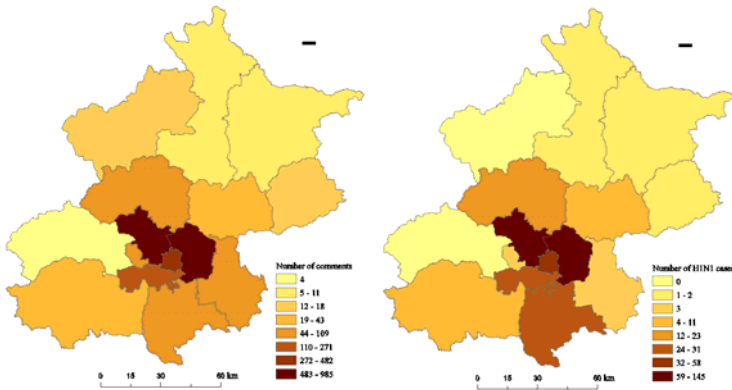 Number of comments
4
5 - 11
12 - 18
19 - 43
44 - 109
110 - 271
272 - 482
483 - 985
0 15 30 60 km
Number of H1N1 cases
0
1 - 2
3
4 - 11
12 - 23
24 - 31
32 - 58
59 - 145
0 15 30 60 km